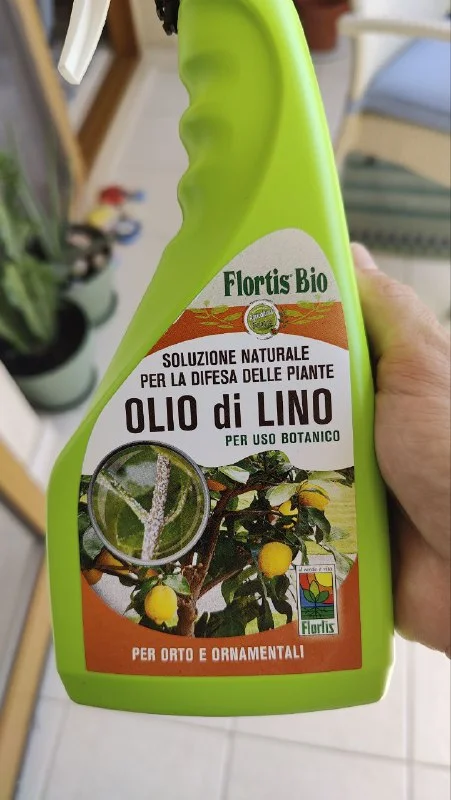 Flortis Bio
SOLUZIONE NATURALE
PER LA DIFESA DELLE PIANTE
OLIO di LINO
PER USO BOTANICO
Flortis
PER ORTO E ORNAMENTALI